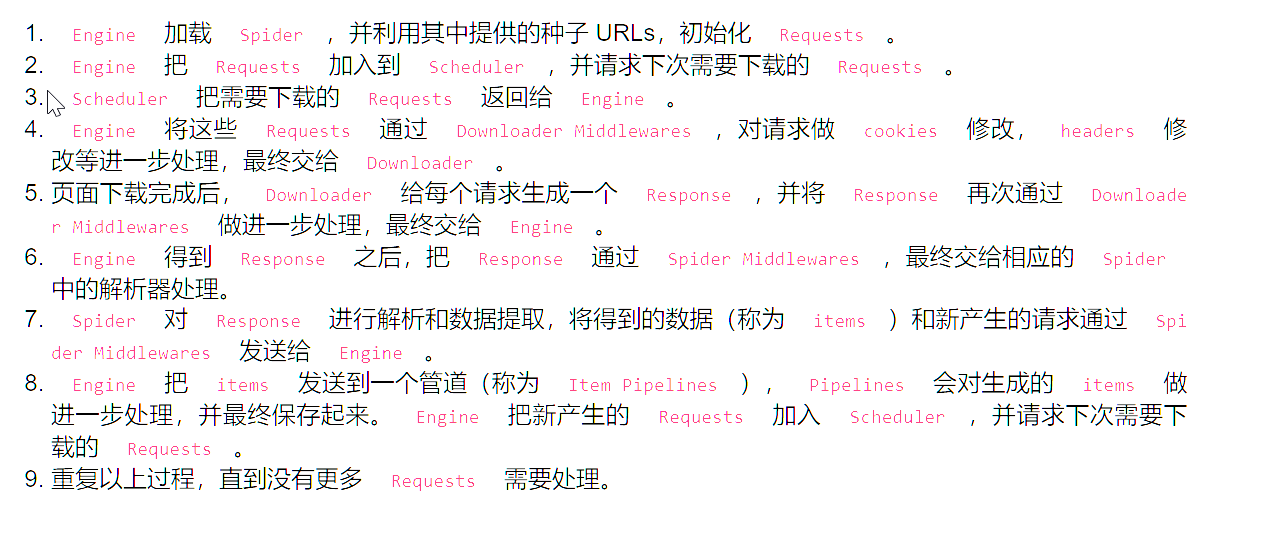 1. Engine 加载 Spider ，并利用其中提供的种子 URLs，初始化 Requests 。
2. Engine 把 Requests 加入到 Scheduler ，并请求下次需要下载的 Requests 。
3. Scheduler 把需要下载的 Requests 返回给 Engine 。
4. Engine 将这些 Requests 通过 Downloader Middlewares ，对请求做 cookies 修改， headers 修
改等进一步处理，最终交给 Downloader 。
5. 页面下载完成后， Downloader 给每个请求生成一个 Response ，并将 Response 再次通过 Downloade
r Middlewares 做进一步处理，最终交给 Engine 。
6. Engine 得到 Response 之后，把 Response 通过 Spider Middlewares ，最终交给相应的 Spider
中的解析器处理。
7. Spider 对 Response 进行解析和数据提取，将得到的数据（称为 items ）和新产生的请求通过 Spi
der Middlewares 发送给 Engine 。
8. Engine 把 items 发送到一个管道（称为 Item Pipelines ）， Pipelines 会对生成的 items 做
进一步处理，并最终保存起来。 Engine 把新产生的 Requests 加入 Scheduler ，并请求下次需要下
载的 Requests 。
9. 重复以上过程，直到没有更多 Requests 需要处理。